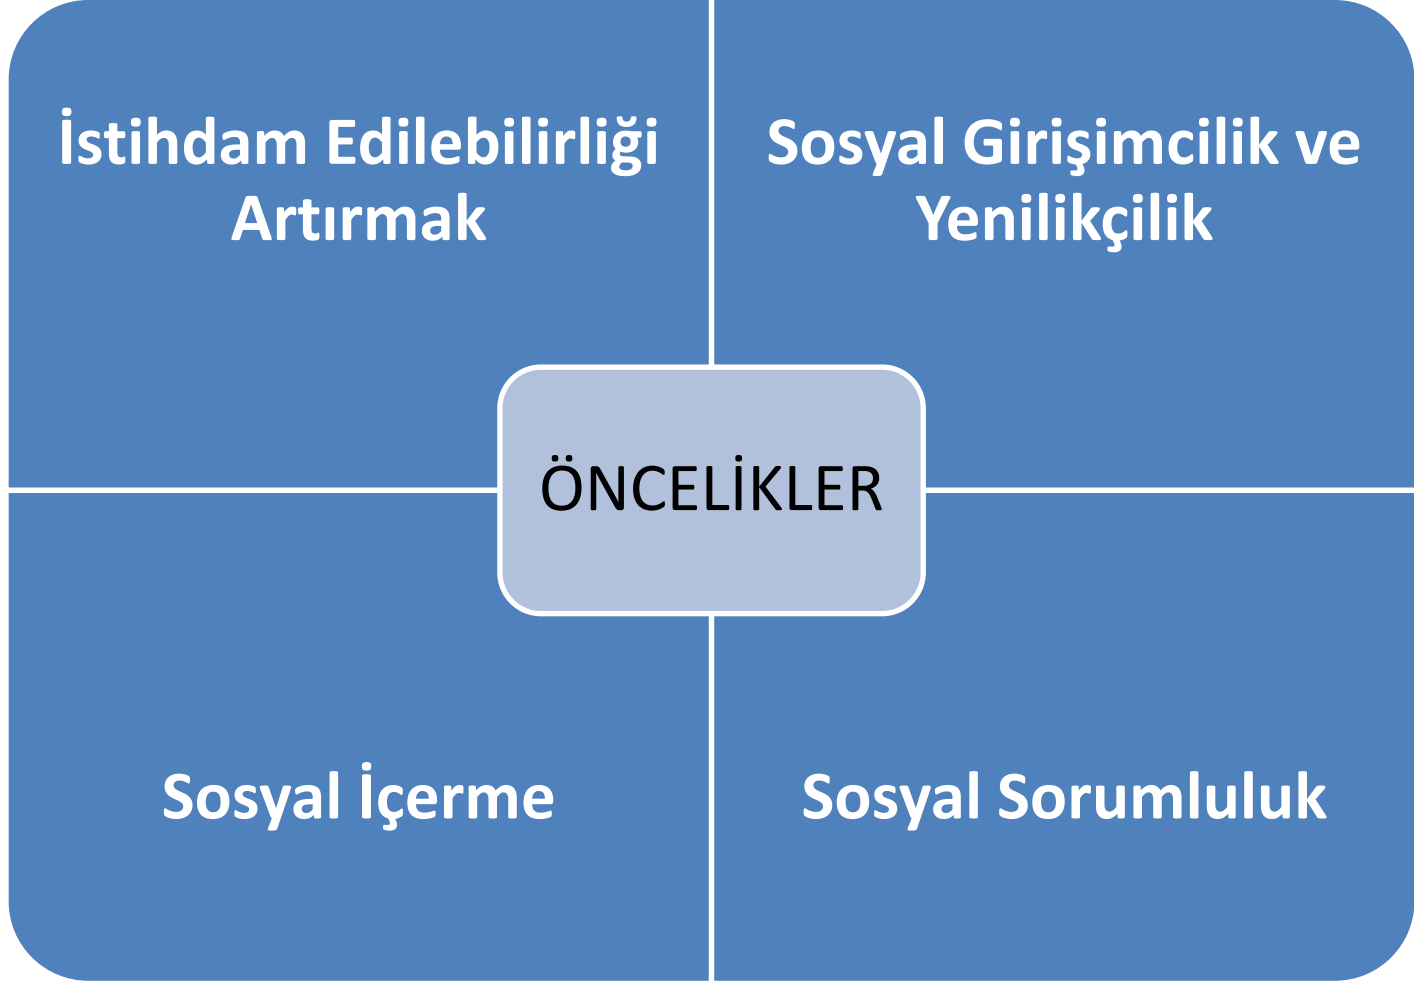 İstihdam Edilebilirliği
Artırmak
Sosyal Girişimcilik ve
Yenilikçilik
ÖNCELİKLER
Sosyal İçerme
Sosyal Sorumluluk